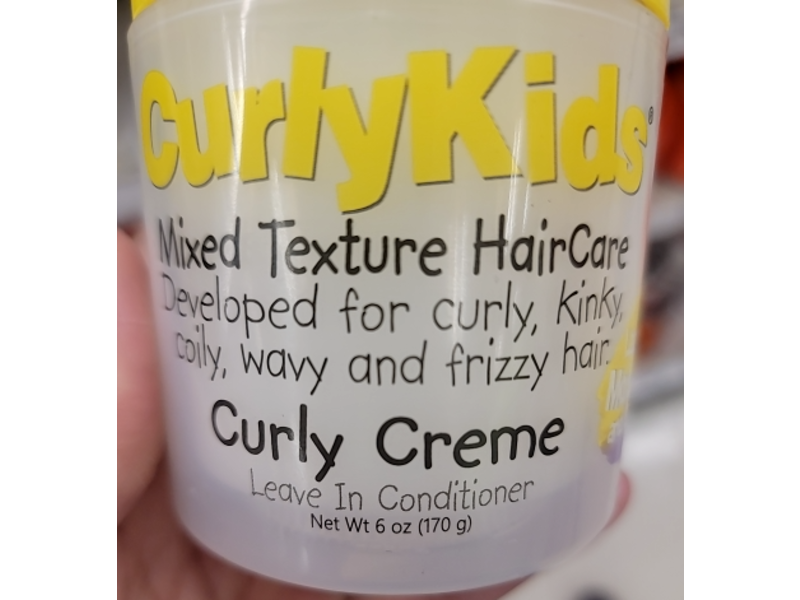 CurlyKids®
Mixed Texture HairCare
Developed for curly, kinky,
coily, wavy and frizzy hair.
Curly Creme
Leave In Conditioner
Net Wt 6 oz (170 g)